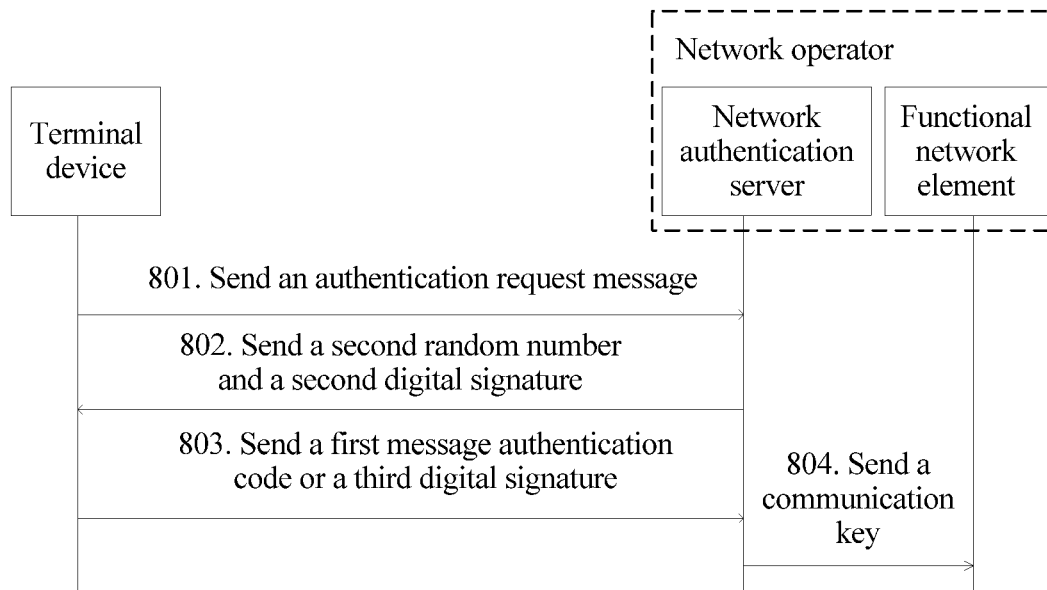 Network operator
Terminal
device
Network
authentication
server
Functional
network
element
801. Send an authentication request message
802. Send a second random number
and a second digital signature
803. Send a first message authentication
code or a third digital signature
804. Send a
communication
key